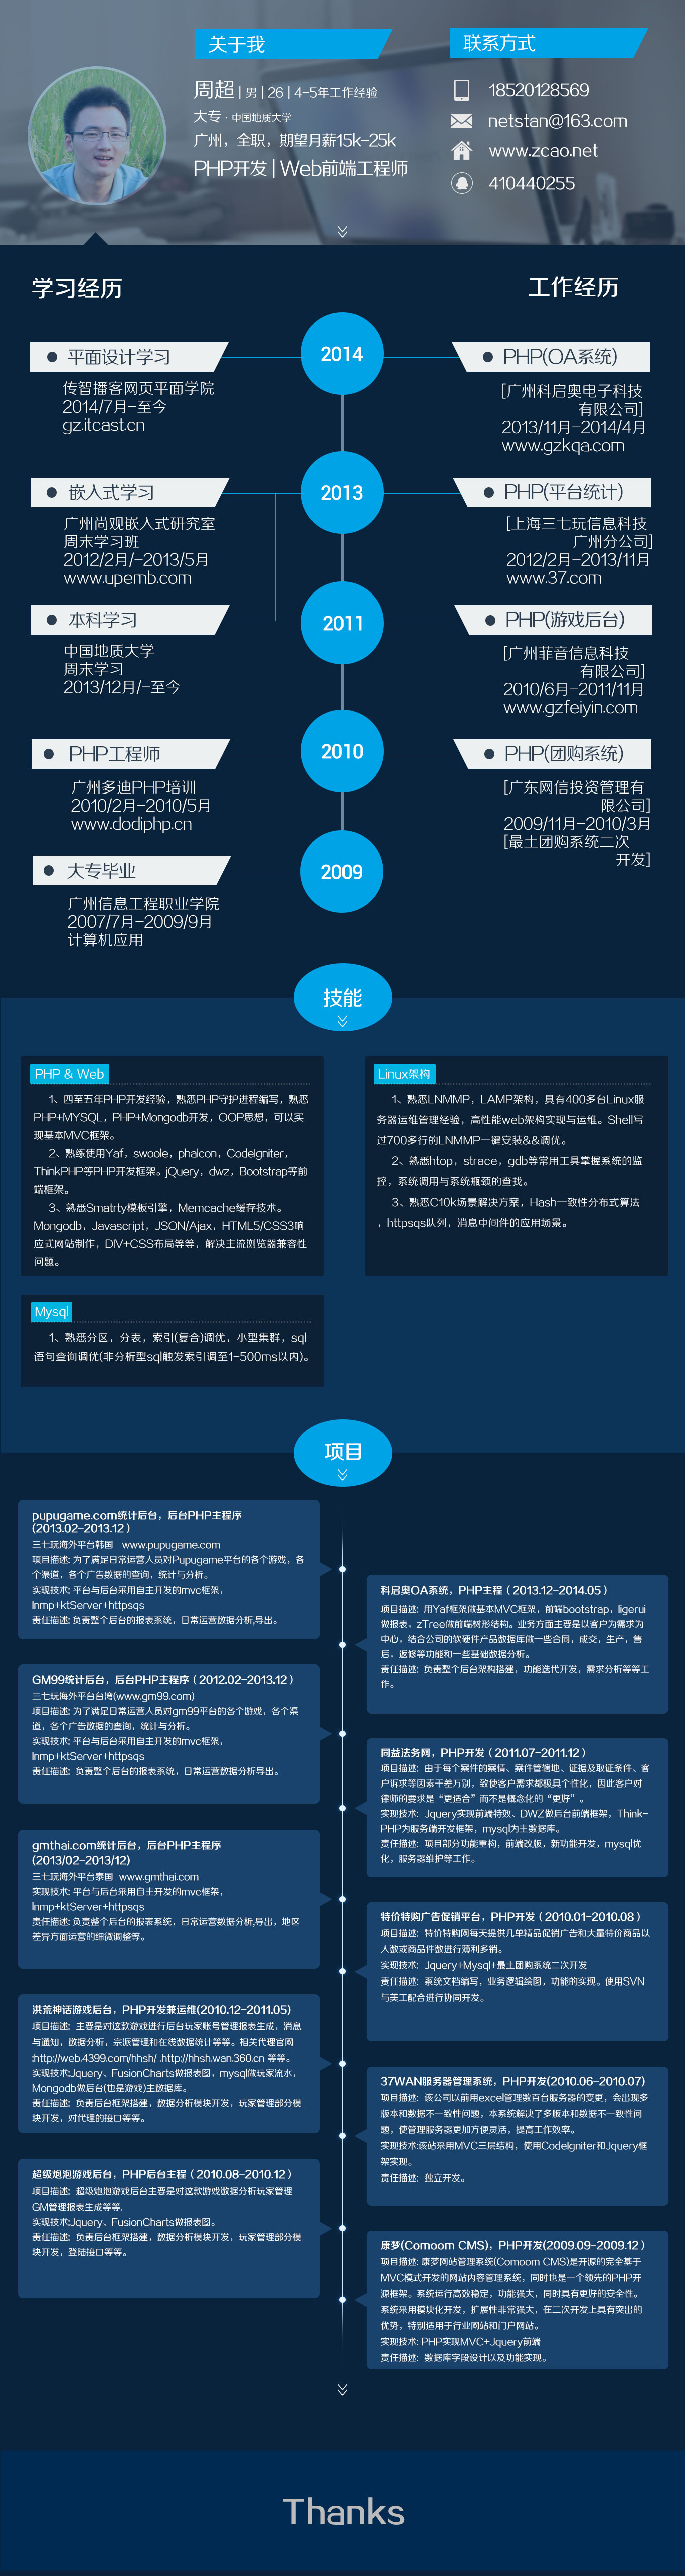 关于我
周超 | 男 | 26 | 4-5年工作经验
大专 · 中国地质大学
广州，全职，期望月薪15k-25k
PHP开发 | Web前端工程师
联系方式
18520128569
netstan@163.com
www.zcao.net
410440255
学习经历
工作经历
2014
平面设计学习
传智播客网页平面学院
2014/7月-至今
gz.itcast.cn
PHP(OA系统)
[广州科启奥电子科技
有限公司]
2013/11月-2014/4月
www.gzkqa.com
2013
嵌入式学习
广州尚观嵌入式研究室
周末学习班
2012/2月/-2013/5月
www.upemb.com
PHP(平台统计)
[上海三七玩信息科技
广州分公司]
2012/2月-2013/11月
www.37.com
2011
本科学习
中国地质大学
周末学习
2013/12月/-至今
PHP(游戏后台)
[广州菲音信息科技
有限公司]
2010/6月-2011/11月
www.gzfeiyin.com
2010
PHP工程师
广州多迪PHP培训
2010/2月-2010/5月
www.dodiphp.cn
PHP(团购系统)
[广东网信投资管理有
限公司]
2009/11月-2010/3月
[最土团购系统二次
开发]
2009
大专毕业
广州信息工程职业学院
2007/7月-2009/9月
计算机应用
技能
PHP & Web
1、四至五年PHP开发经验，熟悉PHP守护进程编写，熟悉
PHP+MYSQL，PHP+Mongodb开发，OOP思想，可以实
现基本MVC框架。
2、熟练使用Yaf，swoole，phalcon，CodeIgniter，
ThinkPHP等PHP开发框架。jQuery，dwz，Bootstrap等前
端框架。
3、熟悉Smatrty模板引擎，Memcache缓存技术。
Mongodb，Javascript，JSON/Ajax，HTML5/CSS3响
应式网站制作，DIV+CSS布局等等，解决主流浏览器兼容性
问题。
Linux架构
1、熟悉LNMMP，LAMP架构，具有400多台Linux服
务器运维管理经验，高性能web架构实现与运维。Shell写
过700多行的LNMMP一键安装&&调优。
2、熟悉htop，strace，gdb等常用工具掌握系统的监
控，系统调用与系统瓶颈的查找。
3、熟悉C10k场景解决方案，Hash一致性分布式算法
，httpsqs队列，消息中间件的应用场景。
Mysql
1、熟悉分区，分表，索引(复合)调优，小型集群，sql
语句查询调优(非分析型sql触发索引调至1-500ms以内)。
项目
pupugame.com统计后台，后台PHP主程序
(2013.02-2013.12）
三七玩海外平台韩国 www.pupugame.com
项目描述: 为了满足日常运营人员对Pupugame平台的各个游戏，各
个渠道，各个广告数据的查询，统计与分析。
实现技术: 平台与后台采用自主开发的mvc框架，
lnmp+ktServer+httpsqs
责任描述: 负责整个后台的报表系统，日常运营数据分析,导出。
科启奥OA系统，PHP主程（2013.12-2014.05）
项目描述: 用Yaf框架做基本MVC框架，前端bootstrap，ligerui
做报表，zTree做前端树形结构。业务方面主要是以客户为需求为
中心，结合公司的软硬件产品数据库做一些合同，成交，生产，售
后，返修等功能和一些基础数据分析。
责任描述: 负责整个后台架构搭建，功能迭代开发，需求分析等等工
作。
GM99统计后台，后台PHP主程序（2012.02-2013.12）
三七玩海外平台台湾(www.gm99.com)
项目描述: 为了满足日常运营人员对gm99平台的各个游戏，各个渠
道，各个广告数据的查询，统计与分析。
实现技术: 平台与后台采用自主开发的mvc框架，
lnmp+ktServer+httpsqs
责任描述: 负责整个后台的报表系统，日常运营数据分析导出。
同益法务网，PHP开发（2011.07-2011.12）
项目描述: 由于每个案件的案情、案件管辖地、证据及取证条件、客
户诉求等因素千差万别，致使客户需求都极具个性化，因此客户对
律师的要求是“更适合”而不是概念化的“更好”。
实现技术: Jquery实现前端特效、DWZ做后台前端框架，Think-
PHP为服务端开发框架，mysql为主数据库。
责任描述: 项目部分功能重构，前端改版，新功能开发，mysql优
化，服务器维护等工作。
gmthai.com统计后台，后台PHP主程序
(2013/02-2013/12)
三七玩海外平台泰国 www.gmthai.com
实现技术: 平台与后台采用自主开发的mvc框架，
lnmp+ktServer+httpsqs
责任描述: 负责整个后台的报表系统，日常运营数据分析,导出，地区
差异方面运营的细微调整等。
特价特购广告促销平台，PHP开发（2010.01-2010.08）
项目描述: 特价特购网每天提供几单精品促销广告和大量特价商品以
人数或商品件数进行薄利多销。
实现技术: Jquery+Mysql+最土团购系统二次开发
责任描述: 系统文档编写，业务逻辑绘图，功能的实现。使用SVN
与美工配合进行协同开发。
洪荒神话游戏后台，PHP开发兼运维(2010.12-2011.05)
项目描述: 主要是对这款游戏进行后台玩家账号管理报表生成，消息
与通知，数据分析，宗派管理和在线数据统计等等。相关代理官网
:http://web.4399.com/hhsh/ .http://hhsh.wan.360.cn 等等。
实现技术:Jquery、FusionCharts做报表图，mysql做玩家流水，
Mongodb做后台(也是游戏)主数据库。
责任描述: 负责后台框架搭建，数据分析模块开发，玩家管理部分模
块开发，对代理的接口等等。
37WAN服务器管理系统，PHP开发(2010.06-2010.07)
项目描述: 该公司以前用excel管理数百台服务器的变更，会出现多
版本和数据不一致性问题，本系统解决了多版本和数据不一致性问
题，使管理服务器更加方便灵活，提高工作效率。
实现技术:该站采用MVC三层结构，使用CodeIgniter和Jquery框
架实现。
责任描述: 独立开发。
超级炮泡游戏后台，PHP后台主程（2010.08-2010.12）
项目描述: 超级炮泡游戏后台主要是对这款游戏数据分析玩家管理
GM管理报表生成等等.
实现技术:Jquery、FusionCharts做报表图。
责任描述: 负责后台框架搭建，数据分析模块开发，玩家管理部分模
块开发，登陆接口等等。
康梦(Comoom CMS)，PHP开发(2009.09-2009.12）
项目描述: 康梦网站管理系统(Comoom CMS)是开源的完全基于
MVC模式开发的网站内容管理系统，同时也是一个领先的PHP开
源框架。系统运行高效稳定，功能强大，同时具有更好的安全性。
系统采用模块化开发，扩展性非常强大，在二次开发上具有突出的
优势，特别适用于行业网站和门户网站。
实现技术: PHP实现MVC+Jquery前端
责任描述: 数据库字段设计以及功能实现。
Thanks